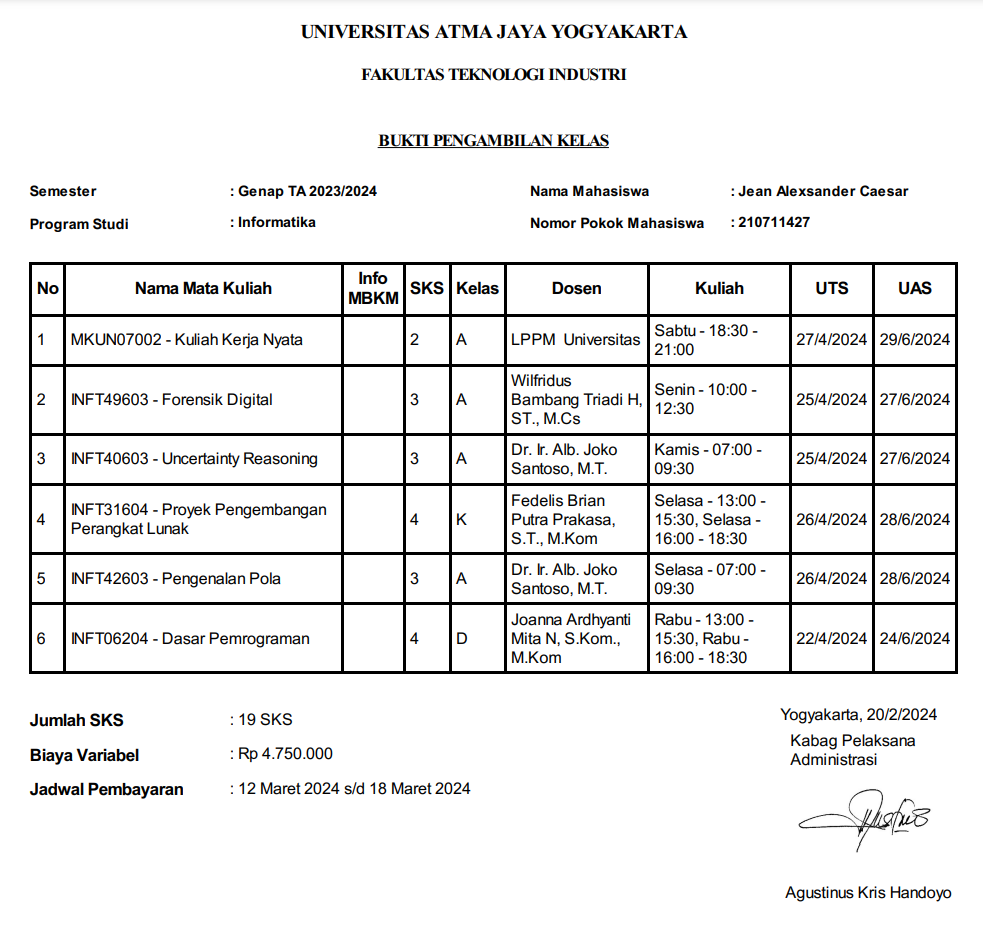 UNIVERSITAS ATMA JAYA YOGYAKARTA
FAKULTAS TEKNOLOGI INDUSTRI
BUKTI PENGAMBILAN KELAS
Semester : Genap TA 2023/2024 Nama Mahasiswa : Jean Alexsander Caesar
Program Studi : Informatika Nomor Pokok Mahasiswa : 210711427
No Nama Mata Kuliah Info MBKM SKS Kelas Dosen Kuliah UTS UAS
1 MKUN07002 - Kuliah Kerja Nyata 2 A LPPM Universitas Sabtu - 18:30 - 21:00 27/4/2024 29/6/2024
2 INFT49603 - Forensik Digital 3 A Wilfridus Bambang Triadi H, ST., M.Cs Senin - 10:00 - 12:30 25/4/2024 27/6/2024
3 INFT40603 - Uncertainty Reasoning 3 A Dr. Ir. Alb. Joko Santoso, M.T. Kamis - 07:00 - 09:30 25/4/2024 27/6/2024
4 INFT31604 - Proyek Pengembangan Perangkat Lunak 4 K Fedelis Brian Putra Prakasa, S.T., M.Kom Selasa - 13:00 - 15:30, Selasa - 16:00 - 18:30 26/4/2024 28/6/2024
5 INFT42603 - Pengenalan Pola 3 A Dr. Ir. Alb. Joko Santoso, M.T. Selasa - 07:00 - 09:30 26/4/2024 28/6/2024
6 INFT06204 - Dasar Pemrograman 4 D Joanna Ardhyanti Mita N, S.Kom., M.Kom Rabu - 13:00 - 15:30, Rabu - 16:00 - 18:30 22/4/2024 24/6/2024
Jumlah SKS : 19 SKS
Biaya Variabel : Rp 4.750.000
Jadwal Pembayaran : 12 Maret 2024 s/d 18 Maret 2024
Yogyakarta, 20/2/2024
Kabag Pelaksana
Administrasi
Agustinus Kris Handoyo